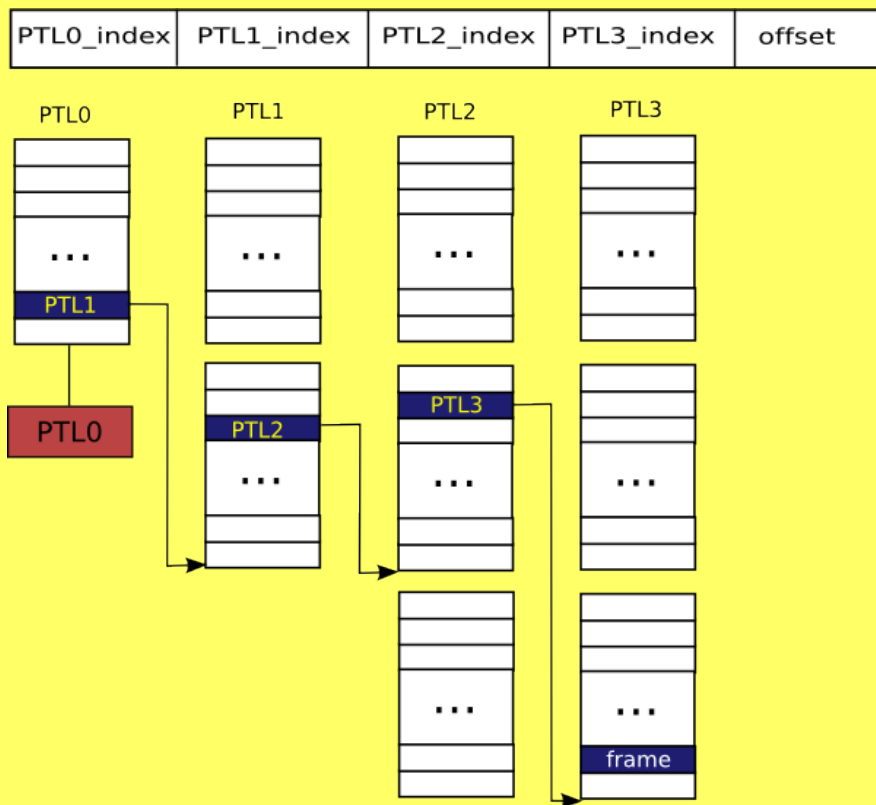 PTL0_index PTL1_index PTL2_index PTL3_index offset
PTL0 PTL1 PTL2 PTL3
... ... ... ...
PTL1
PTL0
PTL3
PTL2
... ... ...
... ...
frame